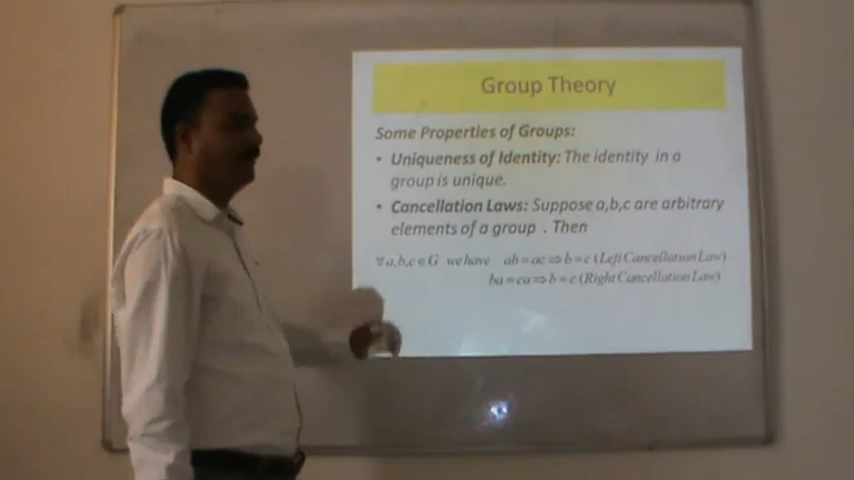 Group Theory
Some Properties of Groups:
• Uniqueness of Identity: The identity in a
group is unique.
• Cancellation Laws: Suppose a,b,c are arbitrary
elements of a group . Then
∀ a,b,c ∈ G we have ab = ac ⇒ b = c (Left Cancellation Law)
ba = ca ⇒ b = c (Right Cancellation Law)